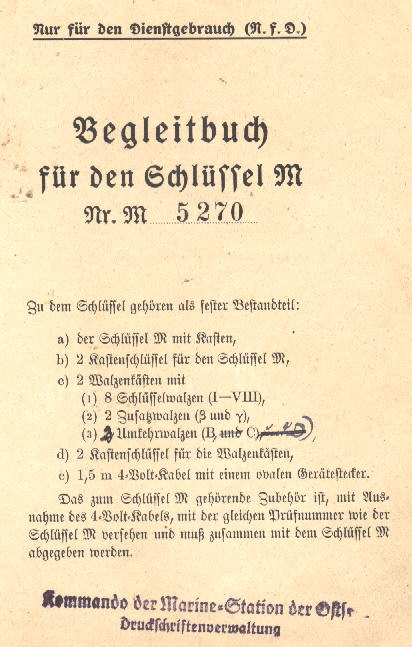 Nur für den Dienstgebrauch (N. f. D.)
Begleitbuch
für den Schlüssel M
Nr. M 5270
Zu dem Schlüssel gehören als fester Bestandteil:
a) der Schlüssel M mit Kasten,
b) 2 Kastenschlüssel für den Schlüssel M,
c) 2 Walzenkästen mit
(1) 8 Schlüsselwalzen (I—VIII),
(2) 2 Zusatzwalzen (β und γ),
(3) 2 Umkehrwalzen (B, und C),
d) 2 Kastenschlüssel für die Walzenkästen,
e) 1,5 m 4-Volt-Kabel mit einem ovalen Gerätestecker.
Das zum Schlüssel M gehörende Zubehör ist, mit Aus-
nahme des 4-Volt-Kabels, mit der gleichen Prüfnummer wie der
Schlüssel M versehen und muß zusammen mit dem Schlüssel M
abgegeben werden.
Kommando der Marine-Station der Osts
Druckschriftenverwaltung